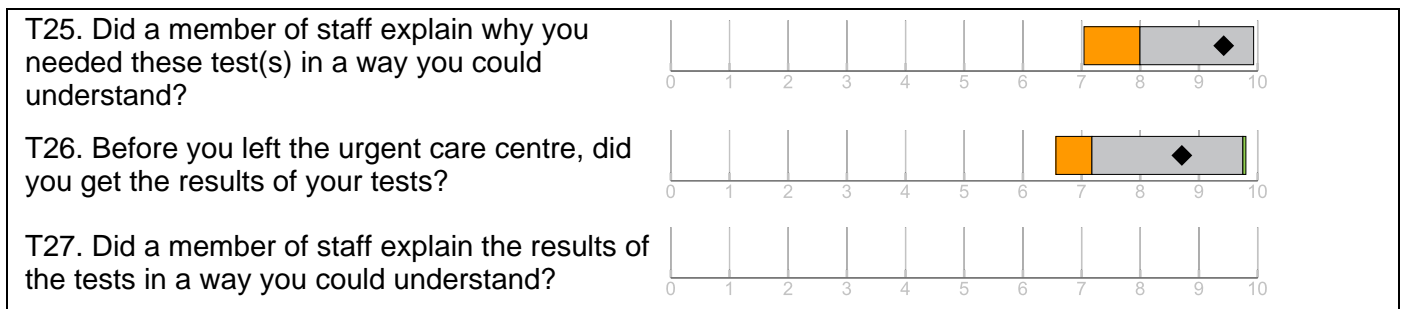 T25. Did a member of staff explain why you
needed these test(s) in a way you could
understand?
0 1 2 3 4 5 6 7 8 9 10
T26. Before you left the urgent care centre, did
you get the results of your tests?
0 1 2 3 4 5 6 7 8 9 10
T27. Did a member of staff explain the results of
the tests in a way you could understand?
0 1 2 3 4 5 6 7 8 9 10